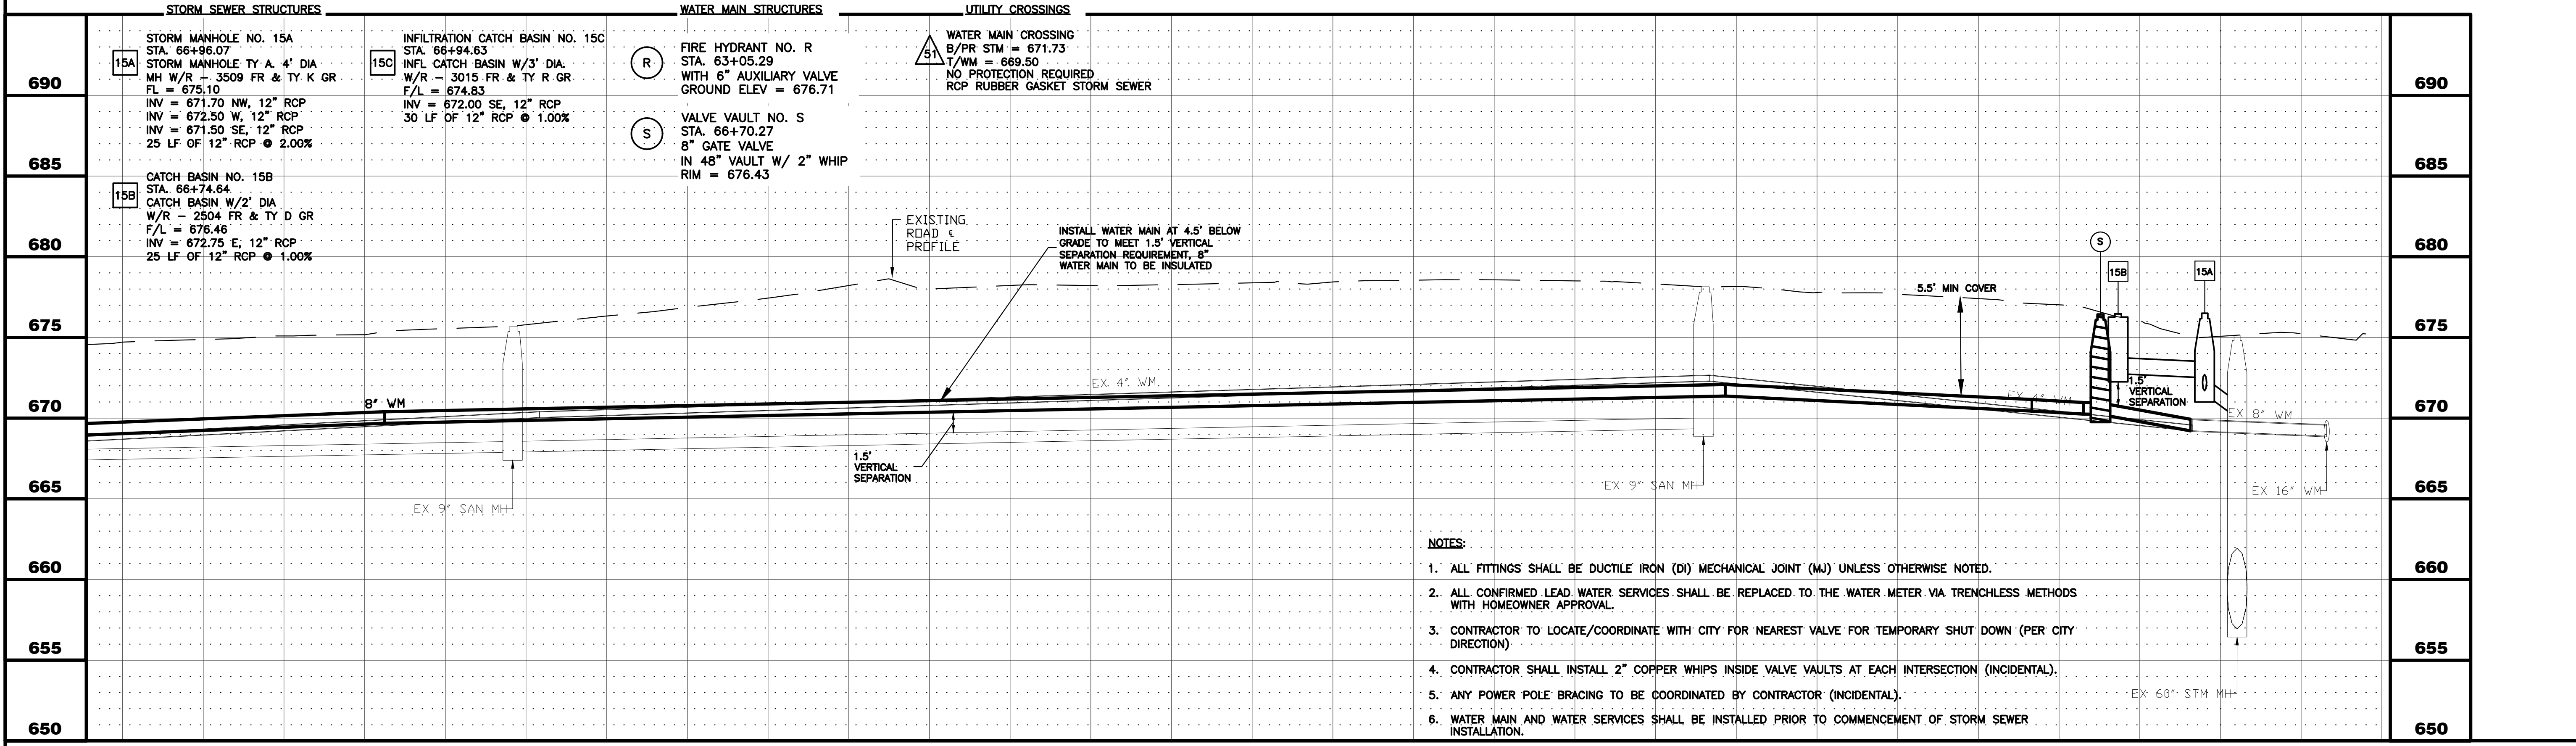 STORM SEWER STRUCTURES
15A
STORM MANHOLE NO. 15A
STA. 66+96.07
STORM MANHOLE TY A. 4' DIA
MH W/R - 3509 FR & TY K GR
FL = 675.10
INV = 671.70 NW, 12" RCP
INV = 672.50 W, 12" RCP
INV = 671.50 SE, 12" RCP
25 LF OF 12" RCP @ 2.00%
15B
CATCH BASIN NO. 15B
STA. 66+74.64
CATCH BASIN W/2' DIA
W/R - 2504 FR & TY D GR
F/L = 676.46
INV = 672.75 E, 12" RCP
25 LF OF 12" RCP @ 1.00%
15C
INFILTRATION CATCH BASIN NO. 15C
STA. 66+94.63
INFL CATCH BASIN W/3' DIA.
W/R - 3015 FR & TY R GR
F/L = 674.83
INV = 672.00 SE, 12" RCP
30 LF OF 12" RCP @ 1.00%
WATER MAIN STRUCTURES
R
FIRE HYDRANT NO. R
STA. 63+05.29
WITH 6" AUXILIARY VALVE
GROUND ELEV = 676.71
S
VALVE VAULT NO. S
STA. 66+70.27
8" GATE VALVE
IN 48" VAULT W/ 2" WHIP
RIM = 676.43
UTILITY CROSSINGS
51
WATER MAIN CROSSING
B/PR STM = 671.73
T/WM = 669.50
NO PROTECTION REQUIRED
RCP RUBBER GASKET STORM SEWER
690
685
680
675
670
665
660
655
650
EXISTING
ROAD ℄
PROFILE
INSTALL WATER MAIN AT 4.5' BELOW
GRADE TO MEET 1.5' VERTICAL
SEPARATION REQUIREMENT, 8"
WATER MAIN TO BE INSULATED
8" WM
EX 4" WM
1.5'
VERTICAL
SEPARATION
EX 9" SAN MH
EX 9" SAN MH
5.5' MIN COVER
S
15B
15A
EX 4" WM
1.5'
VERTICAL
SEPARATION
EX 8" WM
EX 16" WM
EX 60" STM MH
NOTES:
1. ALL FITTINGS SHALL BE DUCTILE IRON (DI) MECHANICAL JOINT (MJ) UNLESS OTHERWISE NOTED.
2. ALL CONFIRMED LEAD WATER SERVICES SHALL BE REPLACED TO THE WATER METER VIA TRENCHLESS METHODS
WITH HOMEOWNER APPROVAL.
3. CONTRACTOR TO LOCATE/COORDINATE WITH CITY FOR NEAREST VALVE FOR TEMPORARY SHUT DOWN (PER CITY
DIRECTION)
4. CONTRACTOR SHALL INSTALL 2" COPPER WHIPS INSIDE VALVE VAULTS AT EACH INTERSECTION (INCIDENTAL).
5. ANY POWER POLE BRACING TO BE COORDINATED BY CONTRACTOR (INCIDENTAL).
6. WATER MAIN AND WATER SERVICES SHALL BE INSTALLED PRIOR TO COMMENCEMENT OF STORM SEWER
INSTALLATION.
690
685
680
675
670
665
660
655
650